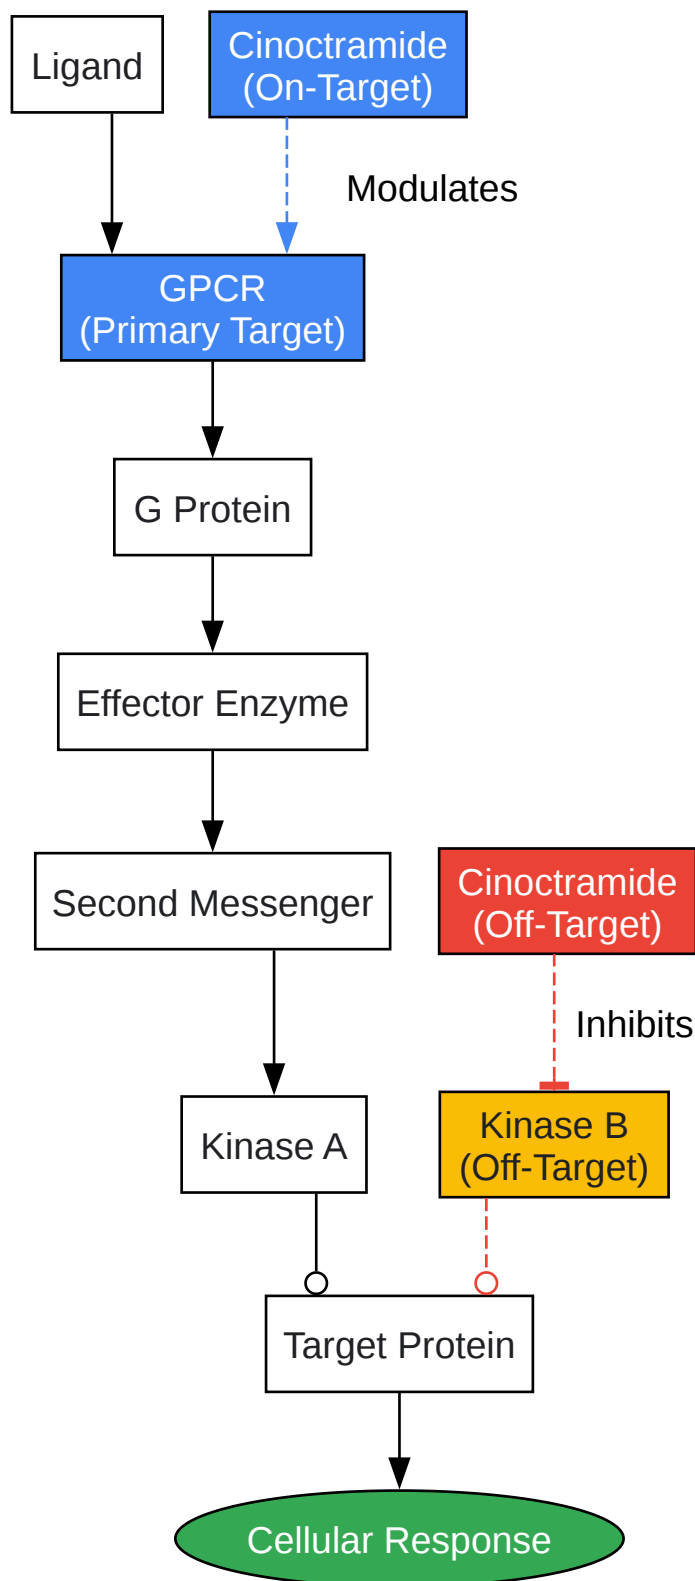 Ligand
Cinoctramide
(On-Target)
Modulates
GPCR
(Primary Target)
G Protein
Effector Enzyme
Second Messenger
Cinoctramide
(Off-Target)
Inhibits
Kinase A
Kinase B
(Off-Target)
Target Protein
Cellular Response